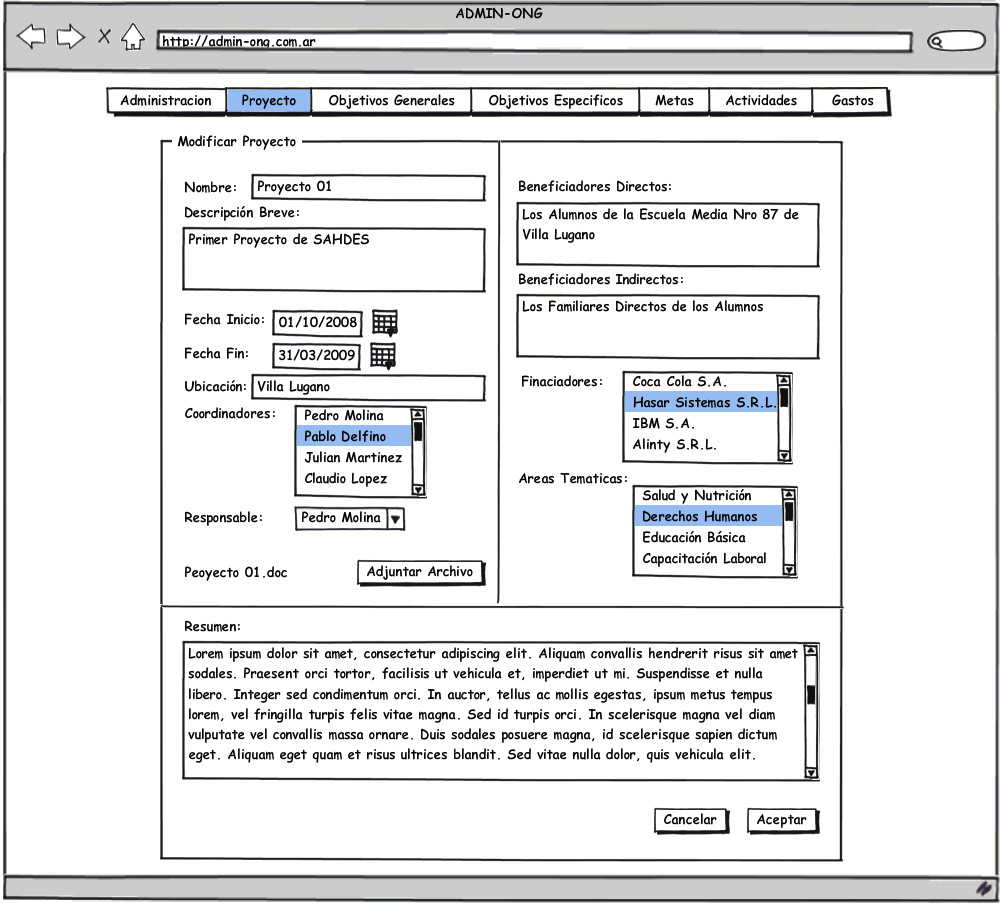 ADMIN-ONG
http://admin-ong.com.ar
Administracion Proyecto Objetivos Generales Objetivos Especificos Metas Actividades Gastos
Modificar Proyecto
Nombre: Proyecto 01
Descripción Breve:
Primer Proyecto de SAHDES
Fecha Inicio: 01/10/2008
Fecha Fin: 31/03/2009
Ubicación: Villa Lugano
Coordinadores: Pedro Molina
Pablo Delfino
Julian Martinez
Claudio Lopez
Responsable: Pedro Molina
Peoyecto 01.doc Adjuntar Archivo
Beneficiadores Directos:
Los Alumnos de la Escuela Media Nro 87 de
Villa Lugano
Beneficiadores Indirectos:
Los Familiares Directos de los Alumnos
Finaciadores: Coca Cola S.A.
Hasar Sistemas S.R.L.
IBM S.A.
Alinty S.R.L.
Areas Tematicas: Salud y Nutrición
Derechos Humanos
Educación Básica
Capacitación Laboral
Resumen:
Lorem ipsum dolor sit amet, consectetur adipiscing elit. Aliquam convallis hendrerit risus sit amet
sodales. Praesent orci tortor, facilisis ut vehicula et, imperdiet ut mi. Suspendisse et nulla
libero. Integer sed condimentum orci. In auctor, tellus ac mollis egestas, ipsum metus tempus
lorem, vel fringilla turpis felis vitae magna. Sed id turpis orci. In scelerisque magna vel diam
vulputate vel convallis massa ornare. Duis sodales posuere magna, id scelerisque sapien dictum
eget. Aliquam eget quam et risus ultrices blandit. Sed vitae nulla dolor, quis vehicula elit.
Cancelar Aceptar